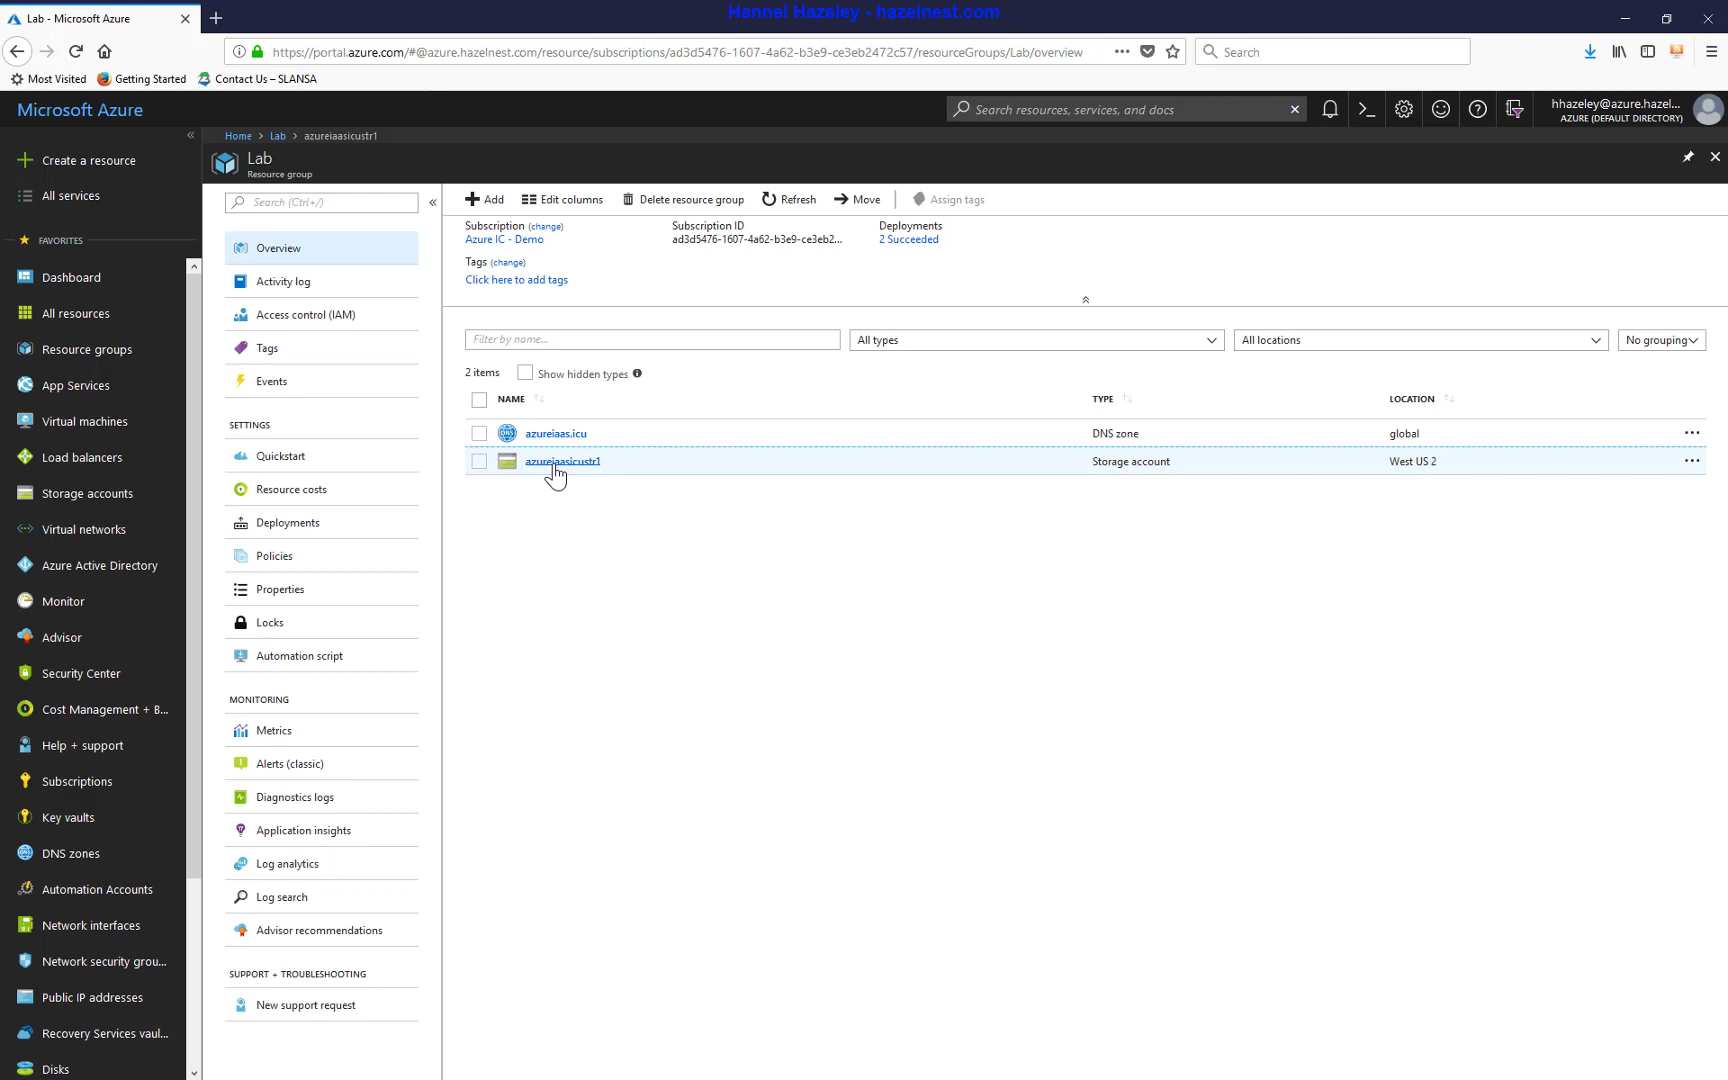 Lab - Microsoft Azure
Hannel Hazeley - hazelnest.com
https://portal.azure.com/#@azure.hazelnest.com/resource/subscriptions/ad3d5476-1607-4a62-b3e9-ce3eb2472c57/resourceGroups/Lab/overview
Search
Most Visited
Getting Started
Contact Us – SLANSA
Microsoft Azure
Search resources, services, and docs
hhazeley@azure.hazel...
AZURE (DEFAULT DIRECTORY)
Home > Lab > azureiaasicustr1
Lab
Resource group
Create a resource
All services
FAVORITES
Dashboard
All resources
Resource groups
App Services
Virtual machines
Load balancers
Storage accounts
Virtual networks
Azure Active Directory
Monitor
Advisor
Security Center
Cost Management + B...
Help + support
Subscriptions
Key vaults
DNS zones
Automation Accounts
Network interfaces
Network security grou...
Public IP addresses
Recovery Services vaul...
Disks
Search (Ctrl+/)
Overview
Activity log
Access control (IAM)
Tags
Events
SETTINGS
Quickstart
Resource costs
Deployments
Policies
Properties
Locks
Automation script
MONITORING
Metrics
Alerts (classic)
Diagnostics logs
Application insights
Log analytics
Log search
Advisor recommendations
SUPPORT + TROUBLESHOOTING
New support request
Add
Edit columns
Delete resource group
Refresh
Move
Assign tags
Subscription (change)
Azure IC - Demo
Subscription ID
ad3d5476-1607-4a62-b3e9-ce3eb2...
Deployments
2 Succeeded
Tags (change)
Click here to add tags
Filter by name...
All types
All locations
No grouping
2 items
Show hidden types
NAME
TYPE
LOCATION
azureiaas.icu
DNS zone
global
azureiaasicustr1
Storage account
West US 2